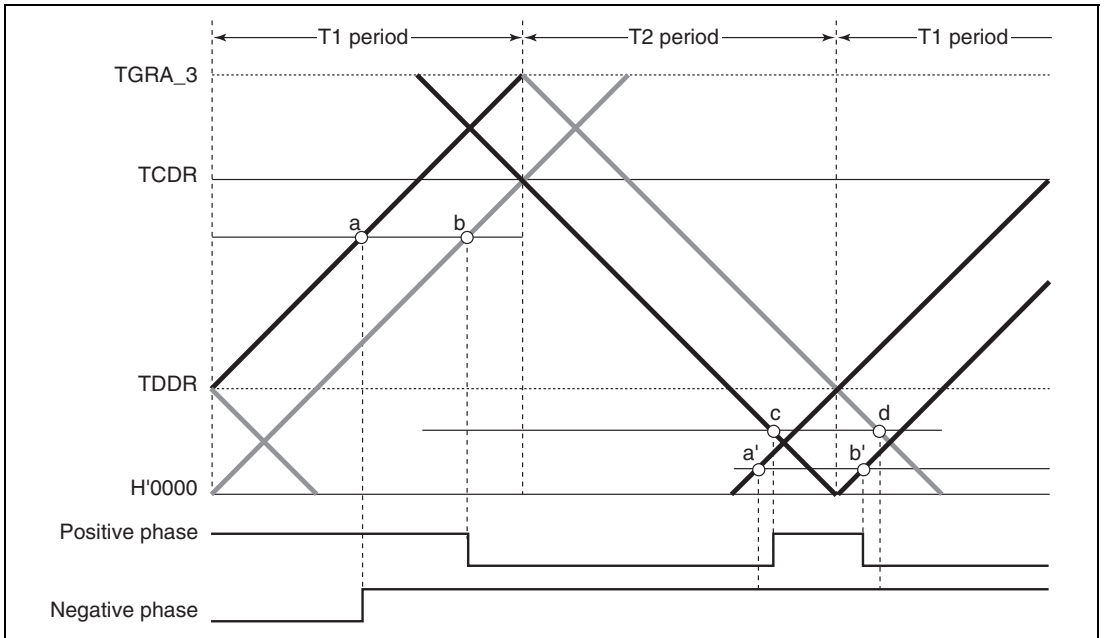 T1 period T2 period T1 period
TGRA_3
TCDR
a b
TDDR
c d
a' b'
H'0000
Positive phase
Negative phase